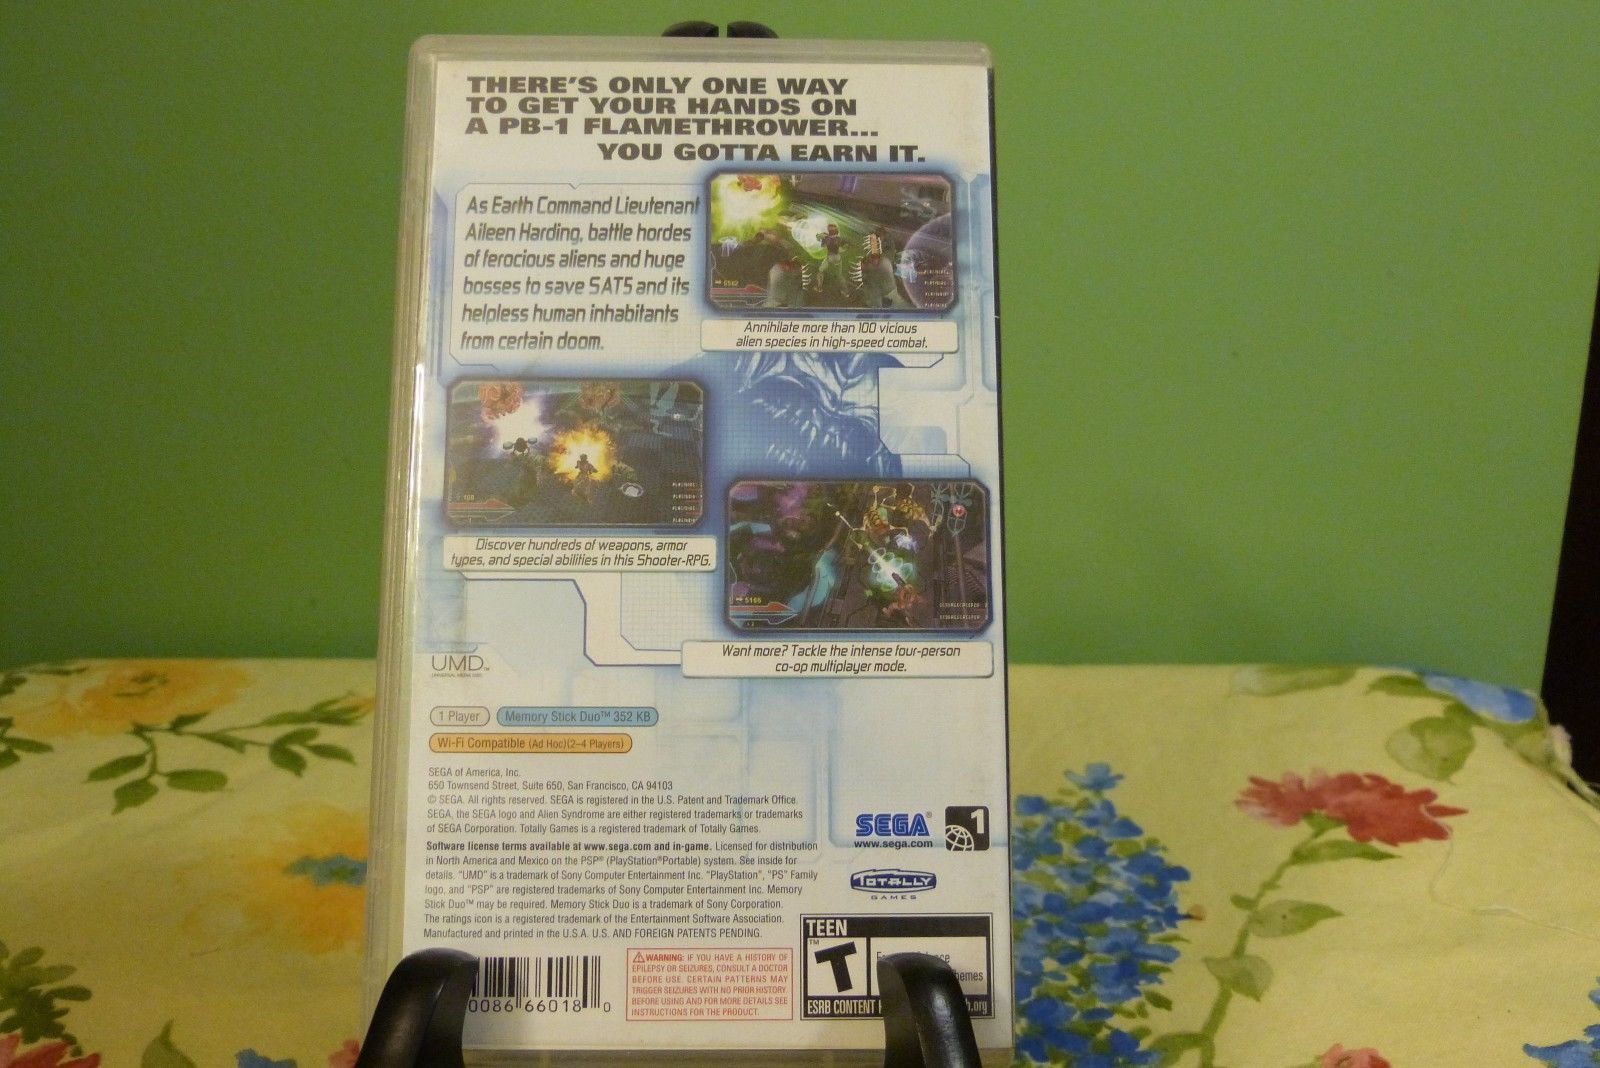 THERE'S ONLY ONE WAY
TO GET YOUR HANDS ON
A PB-1 FLAMETHROWER...
YOU GOTTA EARN IT.
As Earth Command Lieutenant
Aileen Harding, battle hordes
of ferocious aliens and huge
bosses to save SAT5 and its
helpless human inhabitants
from certain doom.
Annihilate more than 100 vicious
alien species in high-speed combat.
Discover hundreds of weapons, armor
types, and special abilities in this Shooter-RPG.
5166
Want more? Tackle the intense four-person
co-op multiplayer mode.
UMD™
UNIVERSAL MEDIA DISC
1 Player
Memory Stick Duo™ 352 KB
Wi-Fi Compatible (Ad Hoc)(2–4 Players)
SEGA of America, Inc.
650 Townsend Street, Suite 650, San Francisco, CA 94103
© SEGA. All rights reserved. SEGA is registered in the U.S. Patent and Trademark Office.
SEGA, the SEGA logo and Alien Syndrome are either registered trademarks or trademarks
of SEGA Corporation. Totally Games is a registered trademark of Totally Games.
Software license terms available at www.sega.com and in-game. Licensed for distribution
in North America and Mexico on the PSP® (PlayStation®Portable) system. See inside for
details. "UMD" is a trademark of Sony Computer Entertainment Inc. "PlayStation", "PS" Family
logo, and "PSP" are registered trademarks of Sony Computer Entertainment Inc. Memory
Stick Duo™ may be required. Memory Stick Duo is a trademark of Sony Corporation.
The ratings icon is a registered trademark of the Entertainment Software Association.
Manufactured and printed in the U.S.A. U.S. AND FOREIGN PATENTS PENDING.
SEGA®
www.sega.com
1
TOTALLY
GAMES
0086 66018 0
WARNING: IF YOU HAVE A HISTORY OF
EPILEPSY OR SEIZURES, CONSULT A DOCTOR
BEFORE USE. CERTAIN PATTERNS MAY
TRIGGER SEIZURES WITH NO PRIOR HISTORY.
BEFORE USING AND FOR MORE DETAILS SEE
INSTRUCTIONS FOR THE PRODUCT.
TEEN
T™
ESRB CONTENT
b.org